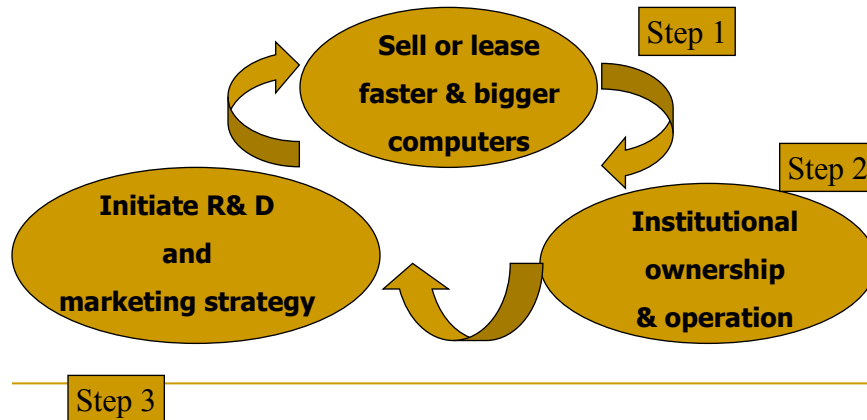 Sell or lease
faster & bigger
computers
Step 1
Step 2
Institutional
ownership
& operation
Initiate R& D
and
marketing strategy
Step 3